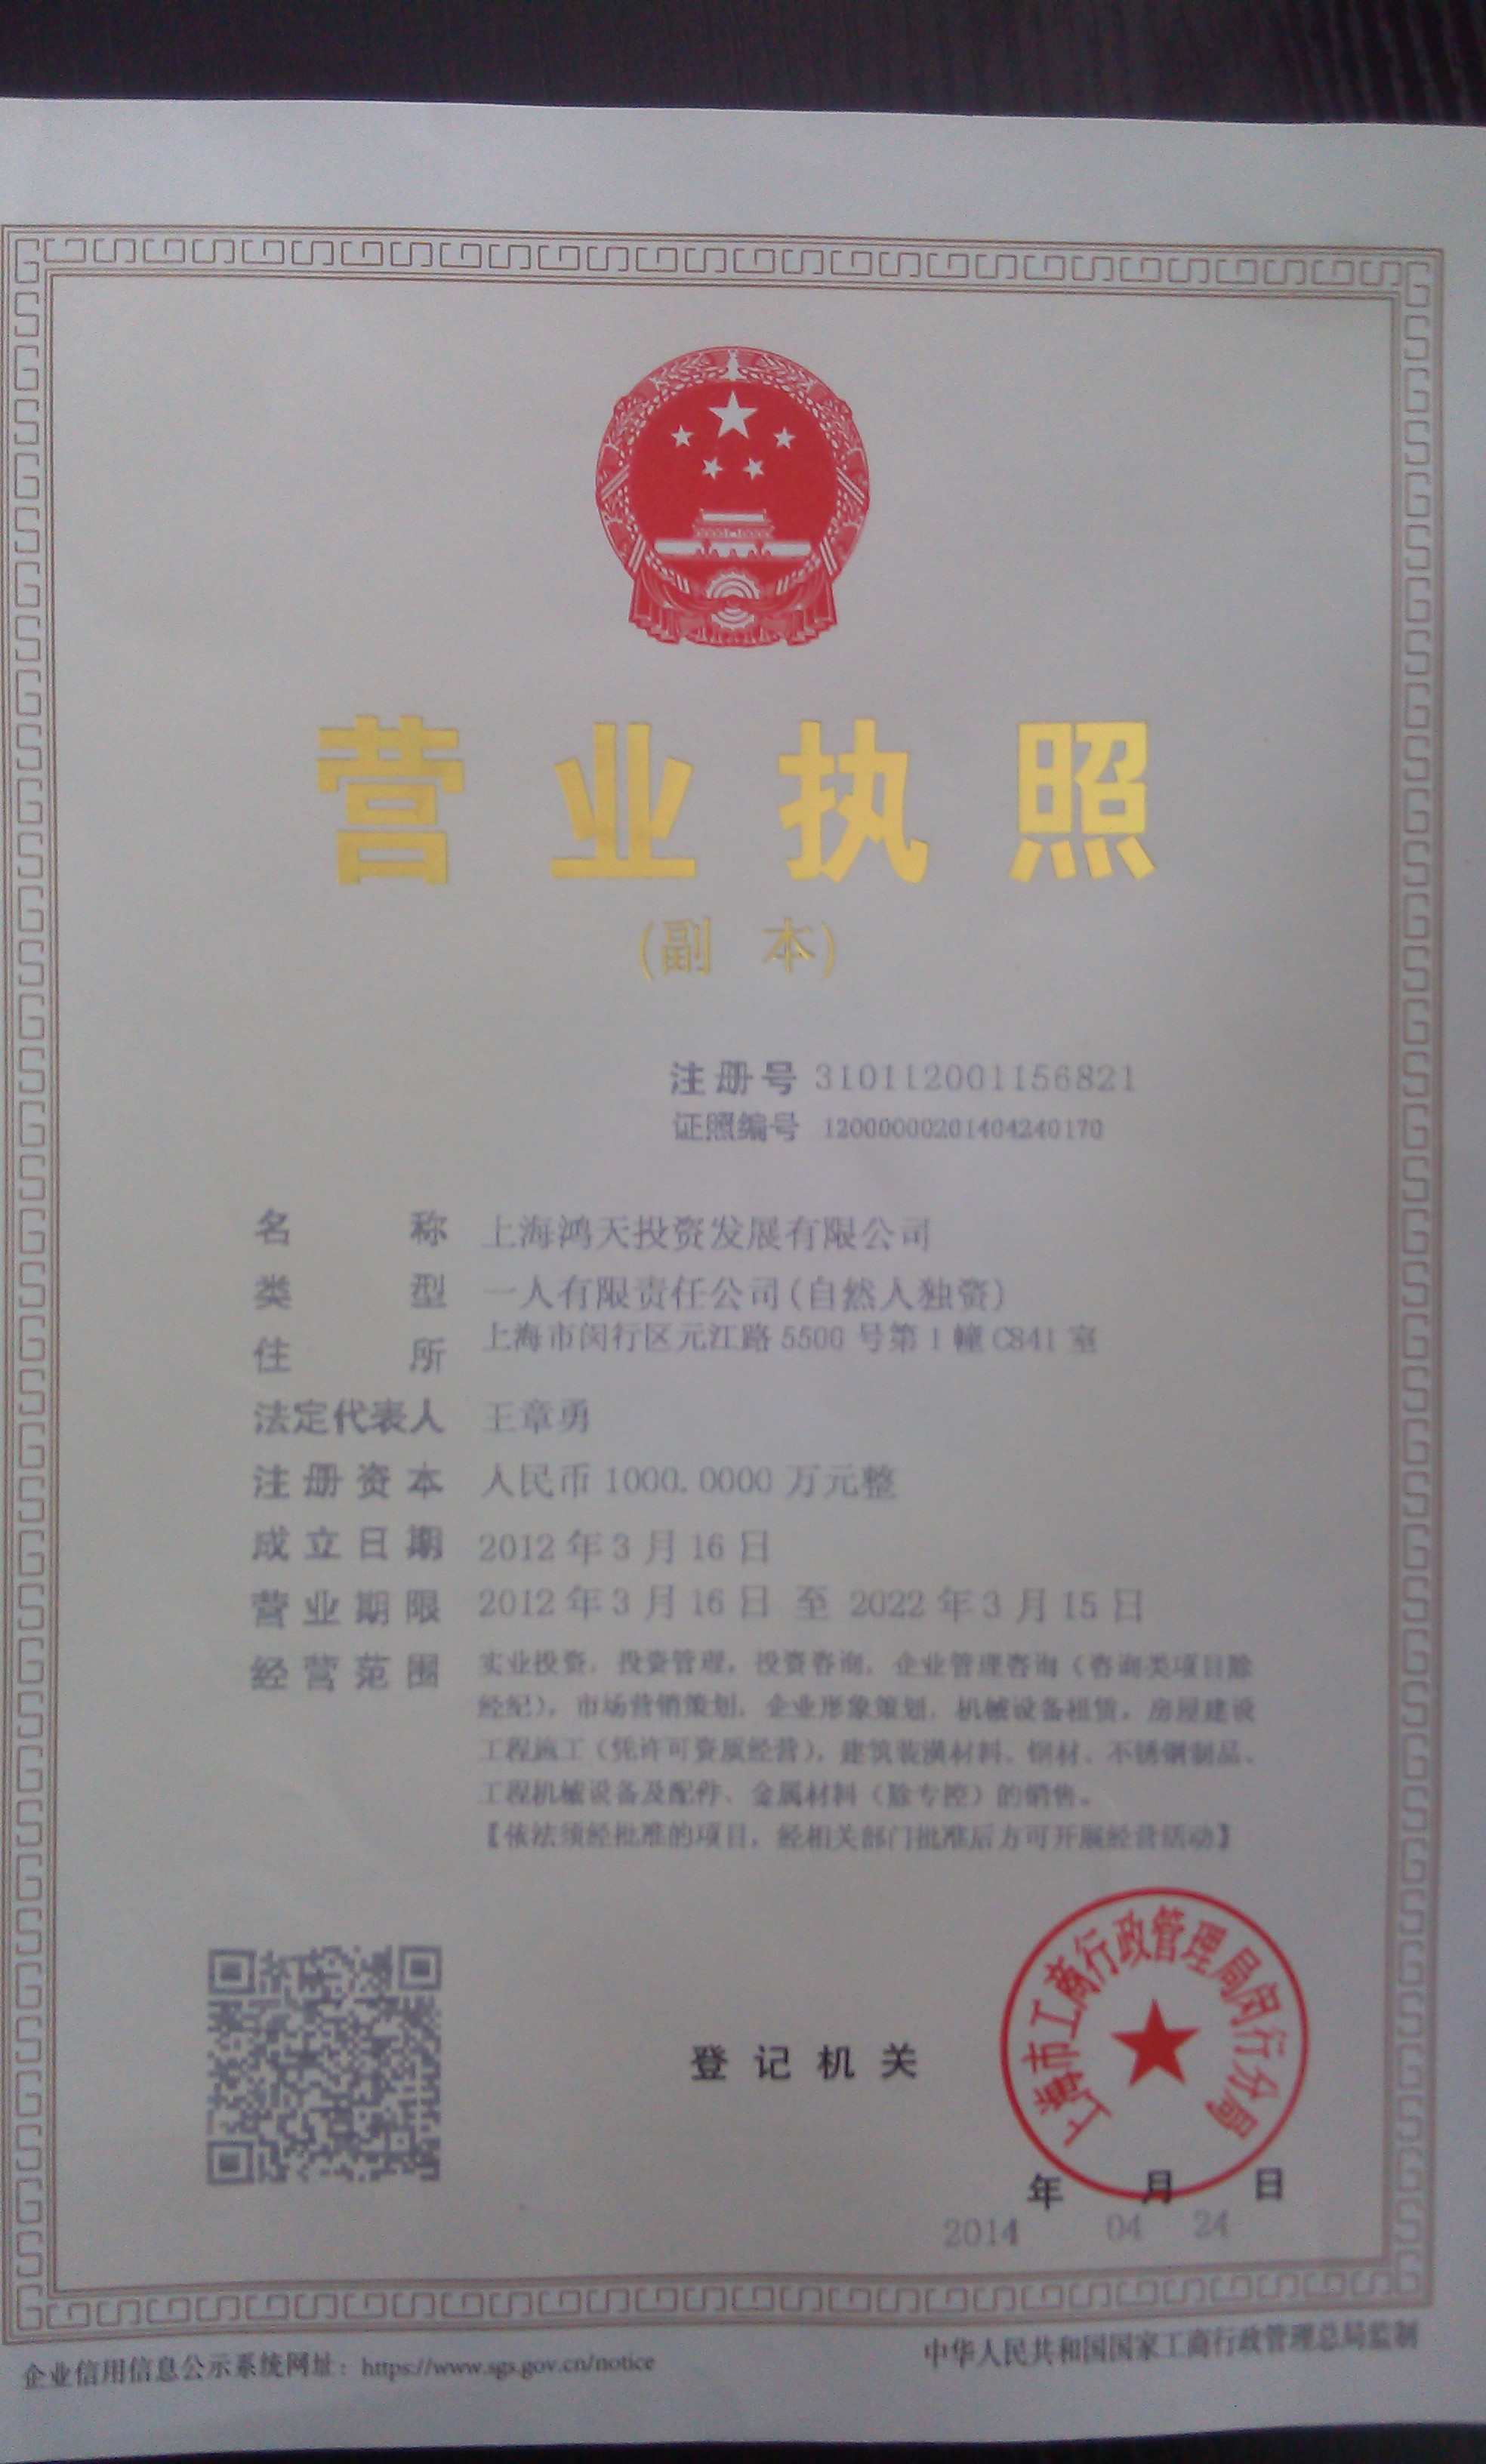 营业执照
(副 本)
注册号 310112001156821
证照编号 12000000201404240170
名 称 上海鸿天投资发展有限公司
类 型 一人有限责任公司(自然人独资)
住 所 上海市闵行区元江路 5500 号第 1 幢 C841 室
法定代表人 王章勇
注册资本 人民币 1000.0000 万元整
成立日期 2012 年 3 月 16 日
营业期限 2012 年 3 月 16 日 至 2022 年 3 月 15 日
经营范围 实业投资,投资管理,投资咨询,企业管理咨询(咨询类项目除
经纪),市场营销策划,企业形象策划,机械设备租赁,房屋建设
工程施工(凭许可资质经营),建筑装潢材料、钢材、不锈钢制品、
工程机械设备及配件、金属材料(除专控)的销售。
【依法须经批准的项目,经相关部门批准后方可开展经营活动】
上海市工商行政管理局闵行分局
登记机关
年 月 日
2014 04 24
企业信用信息公示系统网址:https://www.sgs.gov.cn/notice
中华人民共和国国家工商行政管理总局监制